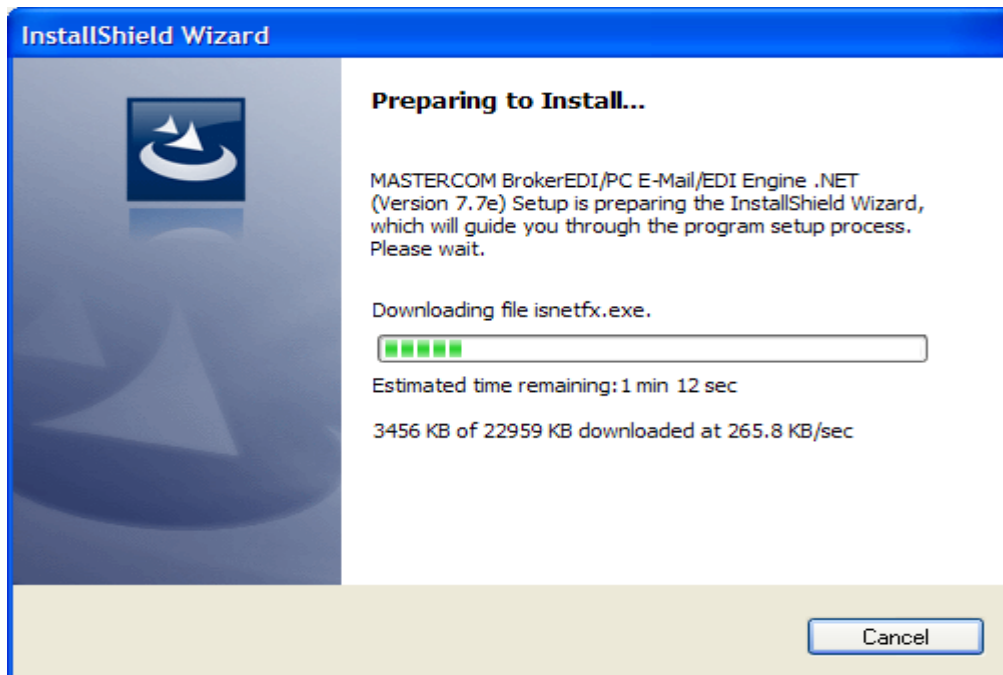 InstallShield Wizard
Preparing to Install...
MASTERCOM BrokerEDI/PC E-Mail/EDI Engine .NET
(Version 7.7e) Setup is preparing the InstallShield Wizard,
which will guide you through the program setup process.
Please wait.
Downloading file isnetfx.exe.
Estimated time remaining:1 min 12 sec
3456 KB of 22959 KB downloaded at 265.8 KB/sec
Cancel